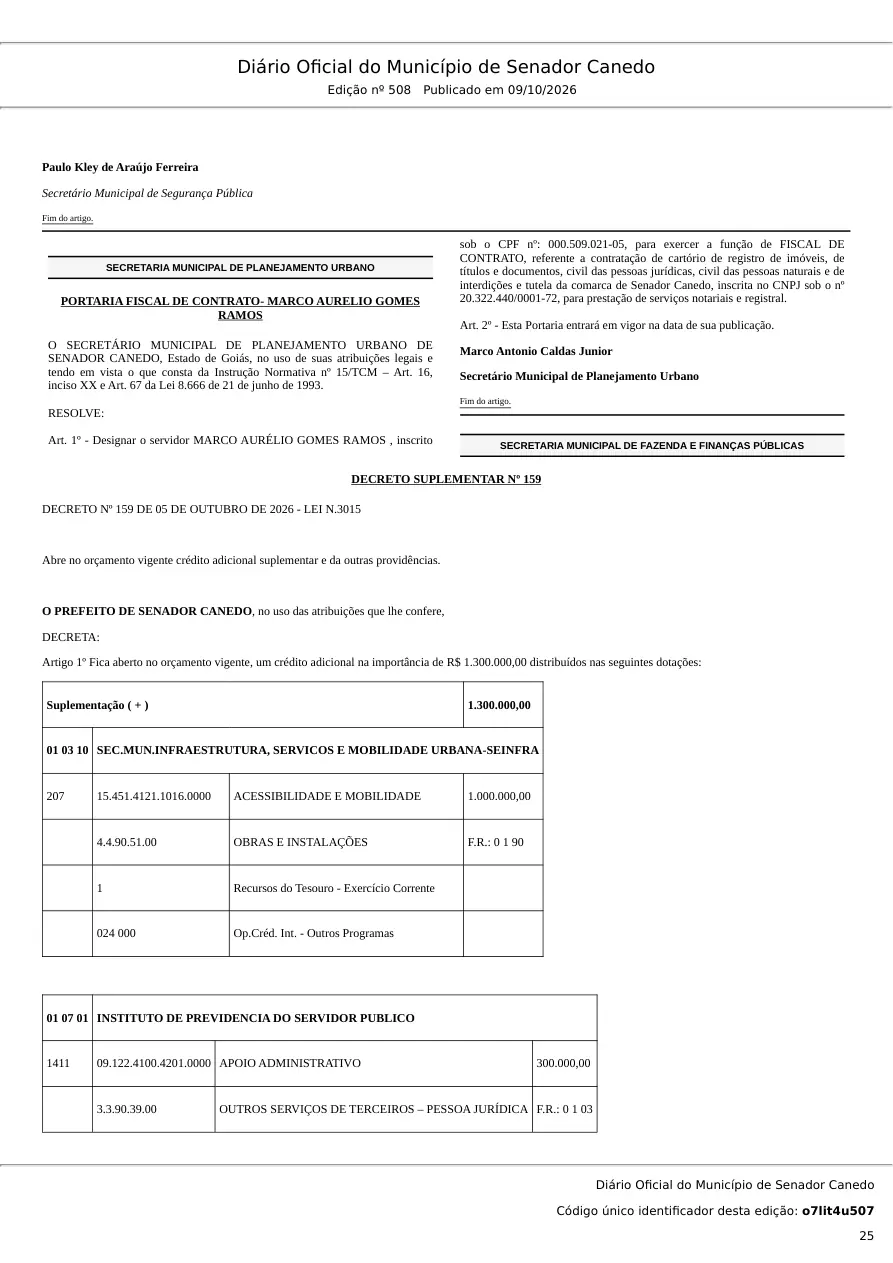 Diário Oficial do Município de Senador Canedo
Edição nº 508 Publicado em 09/10/2026
Paulo Kley de Araújo Ferreira
Secretário Municipal de Segurança Pública
Fim do artigo.
SECRETARIA MUNICIPAL DE PLANEJAMENTO URBANO
PORTARIA FISCAL DE CONTRATO- MARCO AURELIO GOMES
RAMOS
O SECRETÁRIO MUNICIPAL DE PLANEJAMENTO URBANO DE
SENADOR CANEDO, Estado de Goiás, no uso de suas atribuições legais e
tendo em vista o que consta da Instrução Normativa nº 15/TCM – Art. 16,
inciso XX e Art. 67 da Lei 8.666 de 21 de junho de 1993.
RESOLVE:
Art. 1º - Designar o servidor MARCO AURÉLIO GOMES RAMOS , inscrito
sob o CPF nº: 000.509.021-05, para exercer a função de FISCAL DE
CONTRATO, referente a contratação de cartório de registro de imóveis, de
títulos e documentos, civil das pessoas jurídicas, civil das pessoas naturais e de
interdições e tutela da comarca de Senador Canedo, inscrita no CNPJ sob o nº
20.322.440/0001-72, para prestação de serviços notariais e registral.
Art. 2º - Esta Portaria entrará em vigor na data de sua publicação.
Marco Antonio Caldas Junior
Secretário Municipal de Planejamento Urbano
Fim do artigo.
SECRETARIA MUNICIPAL DE FAZENDA E FINANÇAS PÚBLICAS
DECRETO SUPLEMENTAR Nº 159
DECRETO Nº 159 DE 05 DE OUTUBRO DE 2026 - LEI N.3015
Abre no orçamento vigente crédito adicional suplementar e da outras providências.
O PREFEITO DE SENADOR CANEDO, no uso das atribuições que lhe confere,
DECRETA:
Artigo 1º Fica aberto no orçamento vigente, um crédito adicional na importância de R$ 1.300.000,00 distribuídos nas seguintes dotações:
Suplementação ( + ) 1.300.000,00
01 03 10 SEC.MUN.INFRAESTRUTURA, SERVICOS E MOBILIDADE URBANA-SEINFRA
207 15.451.4121.1016.0000 ACESSIBILIDADE E MOBILIDADE 1.000.000,00
4.4.90.51.00 OBRAS E INSTALAÇÕES F.R.: 0 1 90
1 Recursos do Tesouro - Exercício Corrente
024 000 Op.Créd. Int. - Outros Programas
01 07 01 INSTITUTO DE PREVIDENCIA DO SERVIDOR PUBLICO
1411 09.122.4100.4201.0000 APOIO ADMINISTRATIVO 300.000,00
3.3.90.39.00 OUTROS SERVIÇOS DE TERCEIROS – PESSOA JURÍDICA F.R.: 0 1 03
Diário Oficial do Município de Senador Canedo
Código único identificador desta edição: o7lit4u507
25